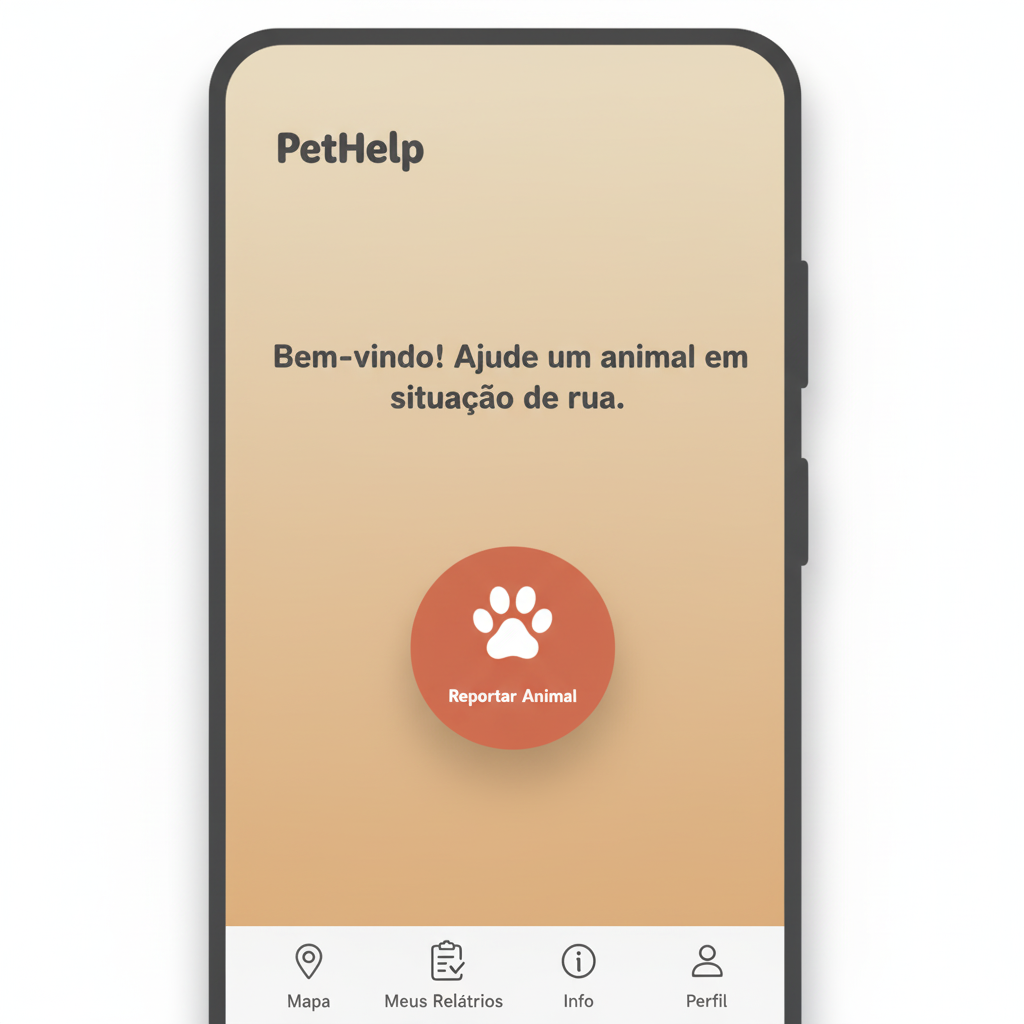 PetHelp
Bem-vindo! Ajude um animal em
situação de rua.
Reportar Animal
Mapa
Meus Relátrios
Info
Perfil